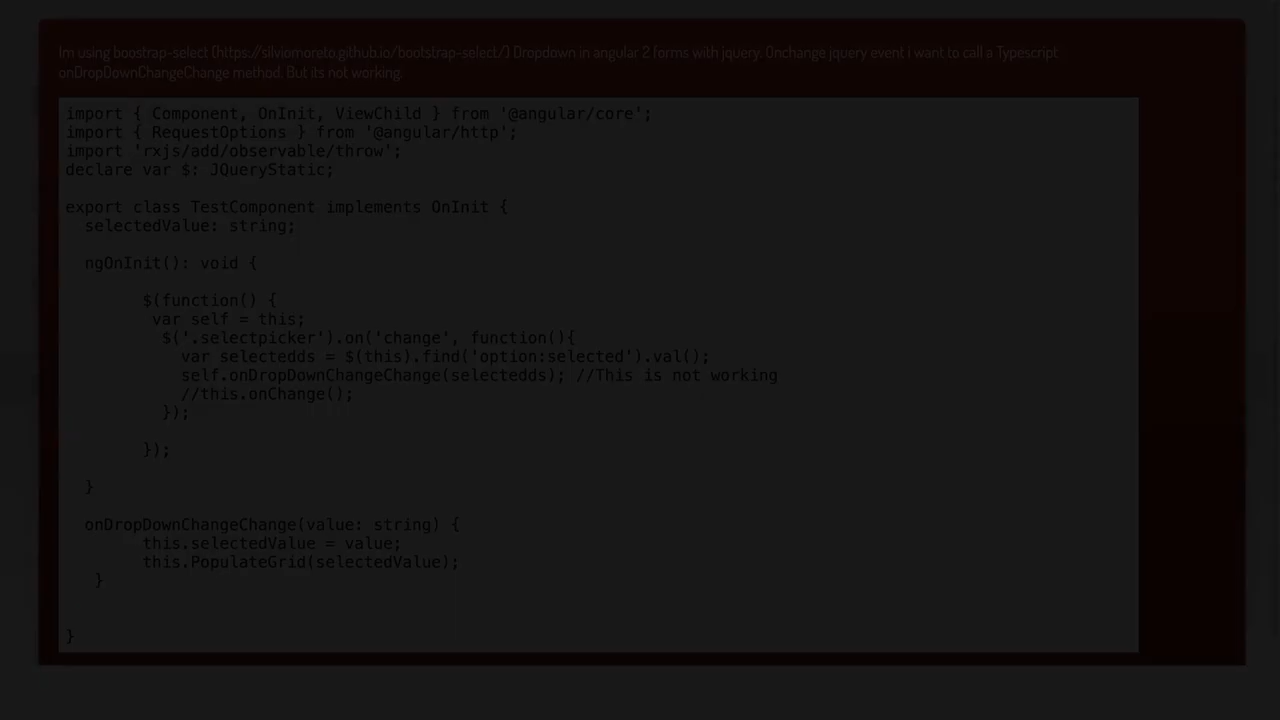 Im using boostrap-select (https://silviomoreto.github.io/bootstrap-select/) Dropdown in angular 2 forms with jquery. Onchange jquery event i want to call a Typescript
onDropDownChangeChange method. But its not working.
import { Component, OnInit, ViewChild } from '@angular/core';
import { RequestOptions } from '@angular/http';
import 'rxjs/add/observable/throw';
declare var $: JQueryStatic;
export class TestComponent implements OnInit {
selectedValue: string;
ngOnInit(): void {
$(function() {
var self = this;
$('.selectpicker').on('change', function(){
var selectedds = $(this).find('option:selected').val();
self.onDropDownChangeChange(selectedds); //This is not working
//this.onChange();
});
});
}
onDropDownChangeChange(value: string) {
this.selectedValue = value;
this.PopulateGrid(selectedValue);
}
}